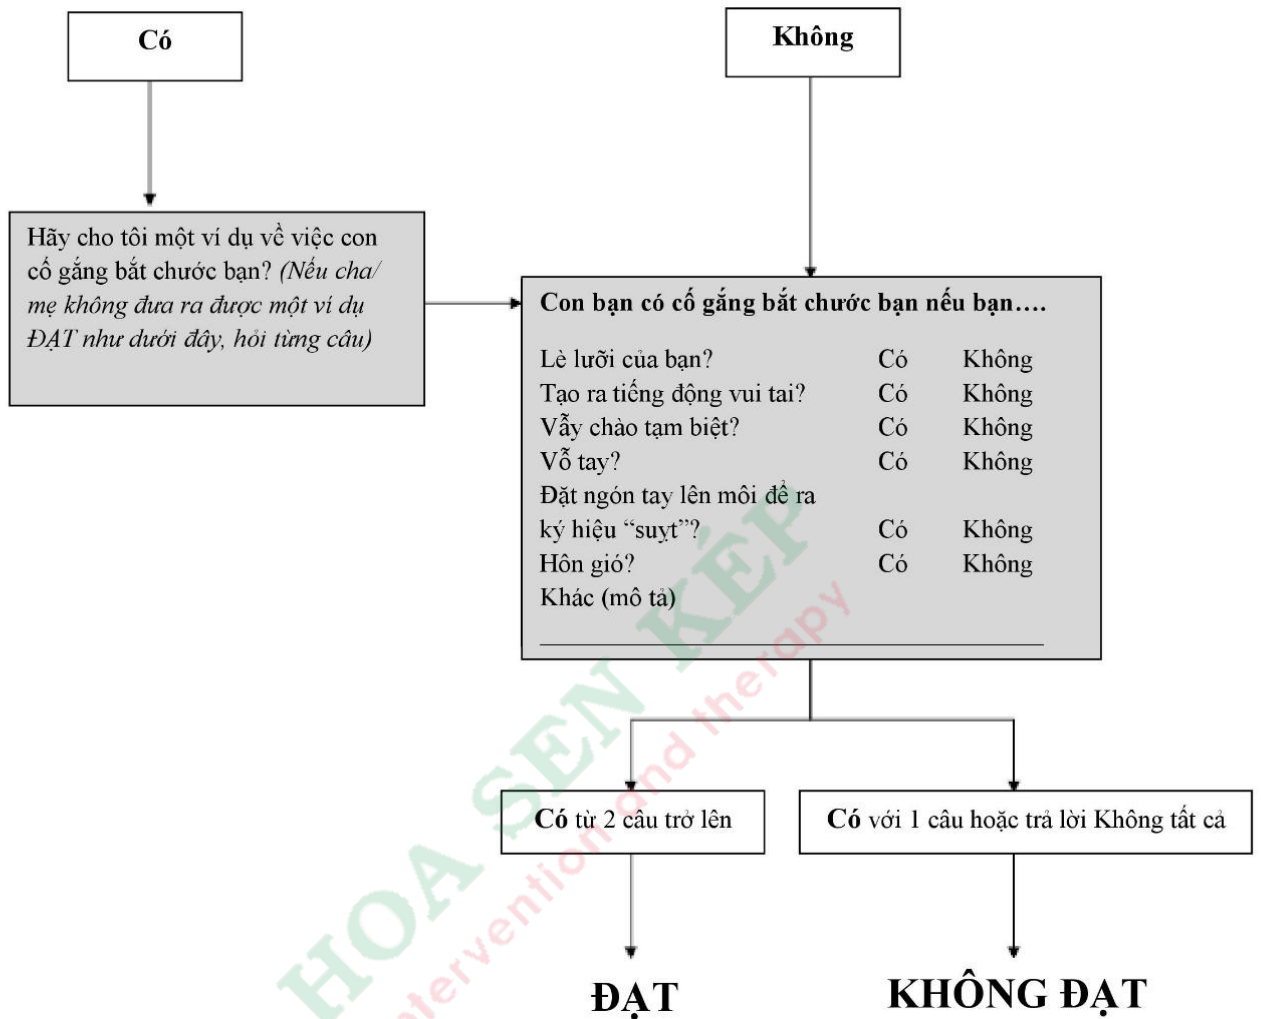 Có
Không
Hãy cho tôi một ví dụ về việc con
cố gắng bắt chước bạn? (Nếu cha/
mẹ không đưa ra được một ví dụ
ĐẠT như dưới đây, hỏi từng câu)
Con bạn có cố gắng bắt chước bạn nếu bạn….
Lè lưỡi của bạn? Có Không
Tạo ra tiếng động vui tai? Có Không
Vẫy chào tạm biệt? Có Không
Vỗ tay? Có Không
Đặt ngón tay lên môi để ra
ký hiệu “suỵt”? Có Không
Hôn gió? Có Không
Khác (mô tả)
Có từ 2 câu trở lên
Có với 1 câu hoặc trả lời Không tất cả
ĐẠT
KHÔNG ĐẠT
HOA SEN KÉP
ntervention and therapy